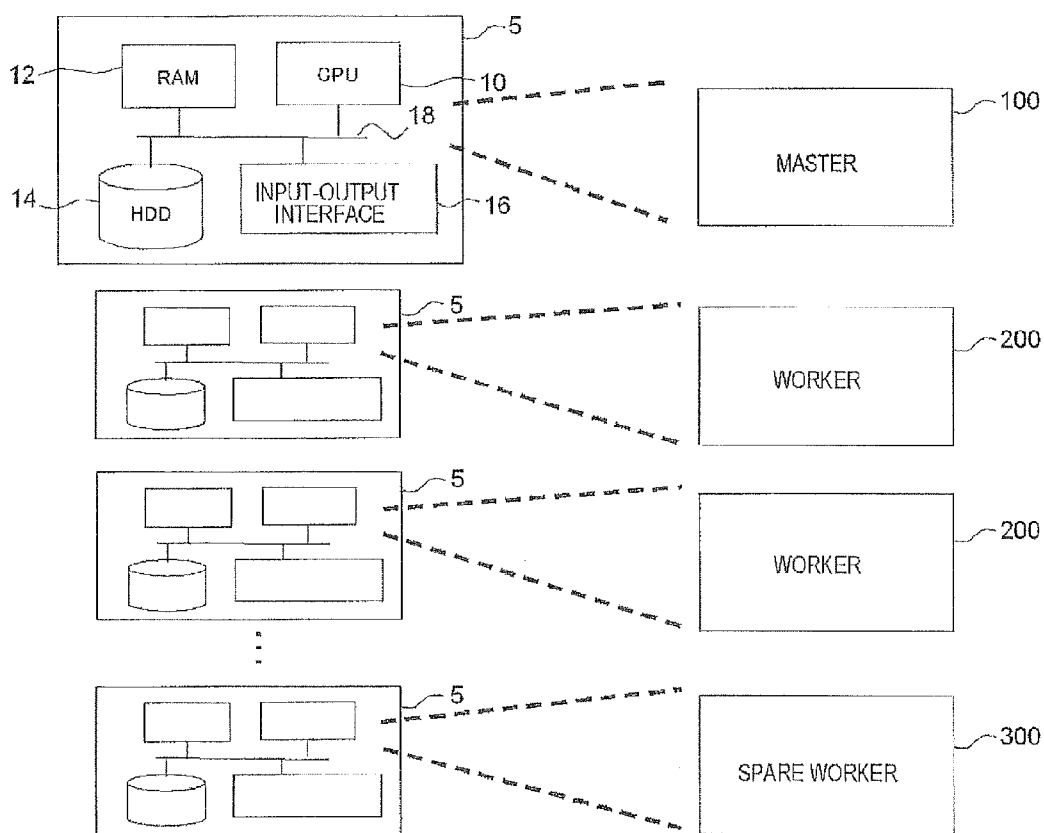 5
12
RAM
CPU
10
18
14
HDD
INPUT-OUTPUT
INTERFACE
16
100
MASTER
5
200
WORKER
5
200
WORKER
5
300
SPARE WORKER